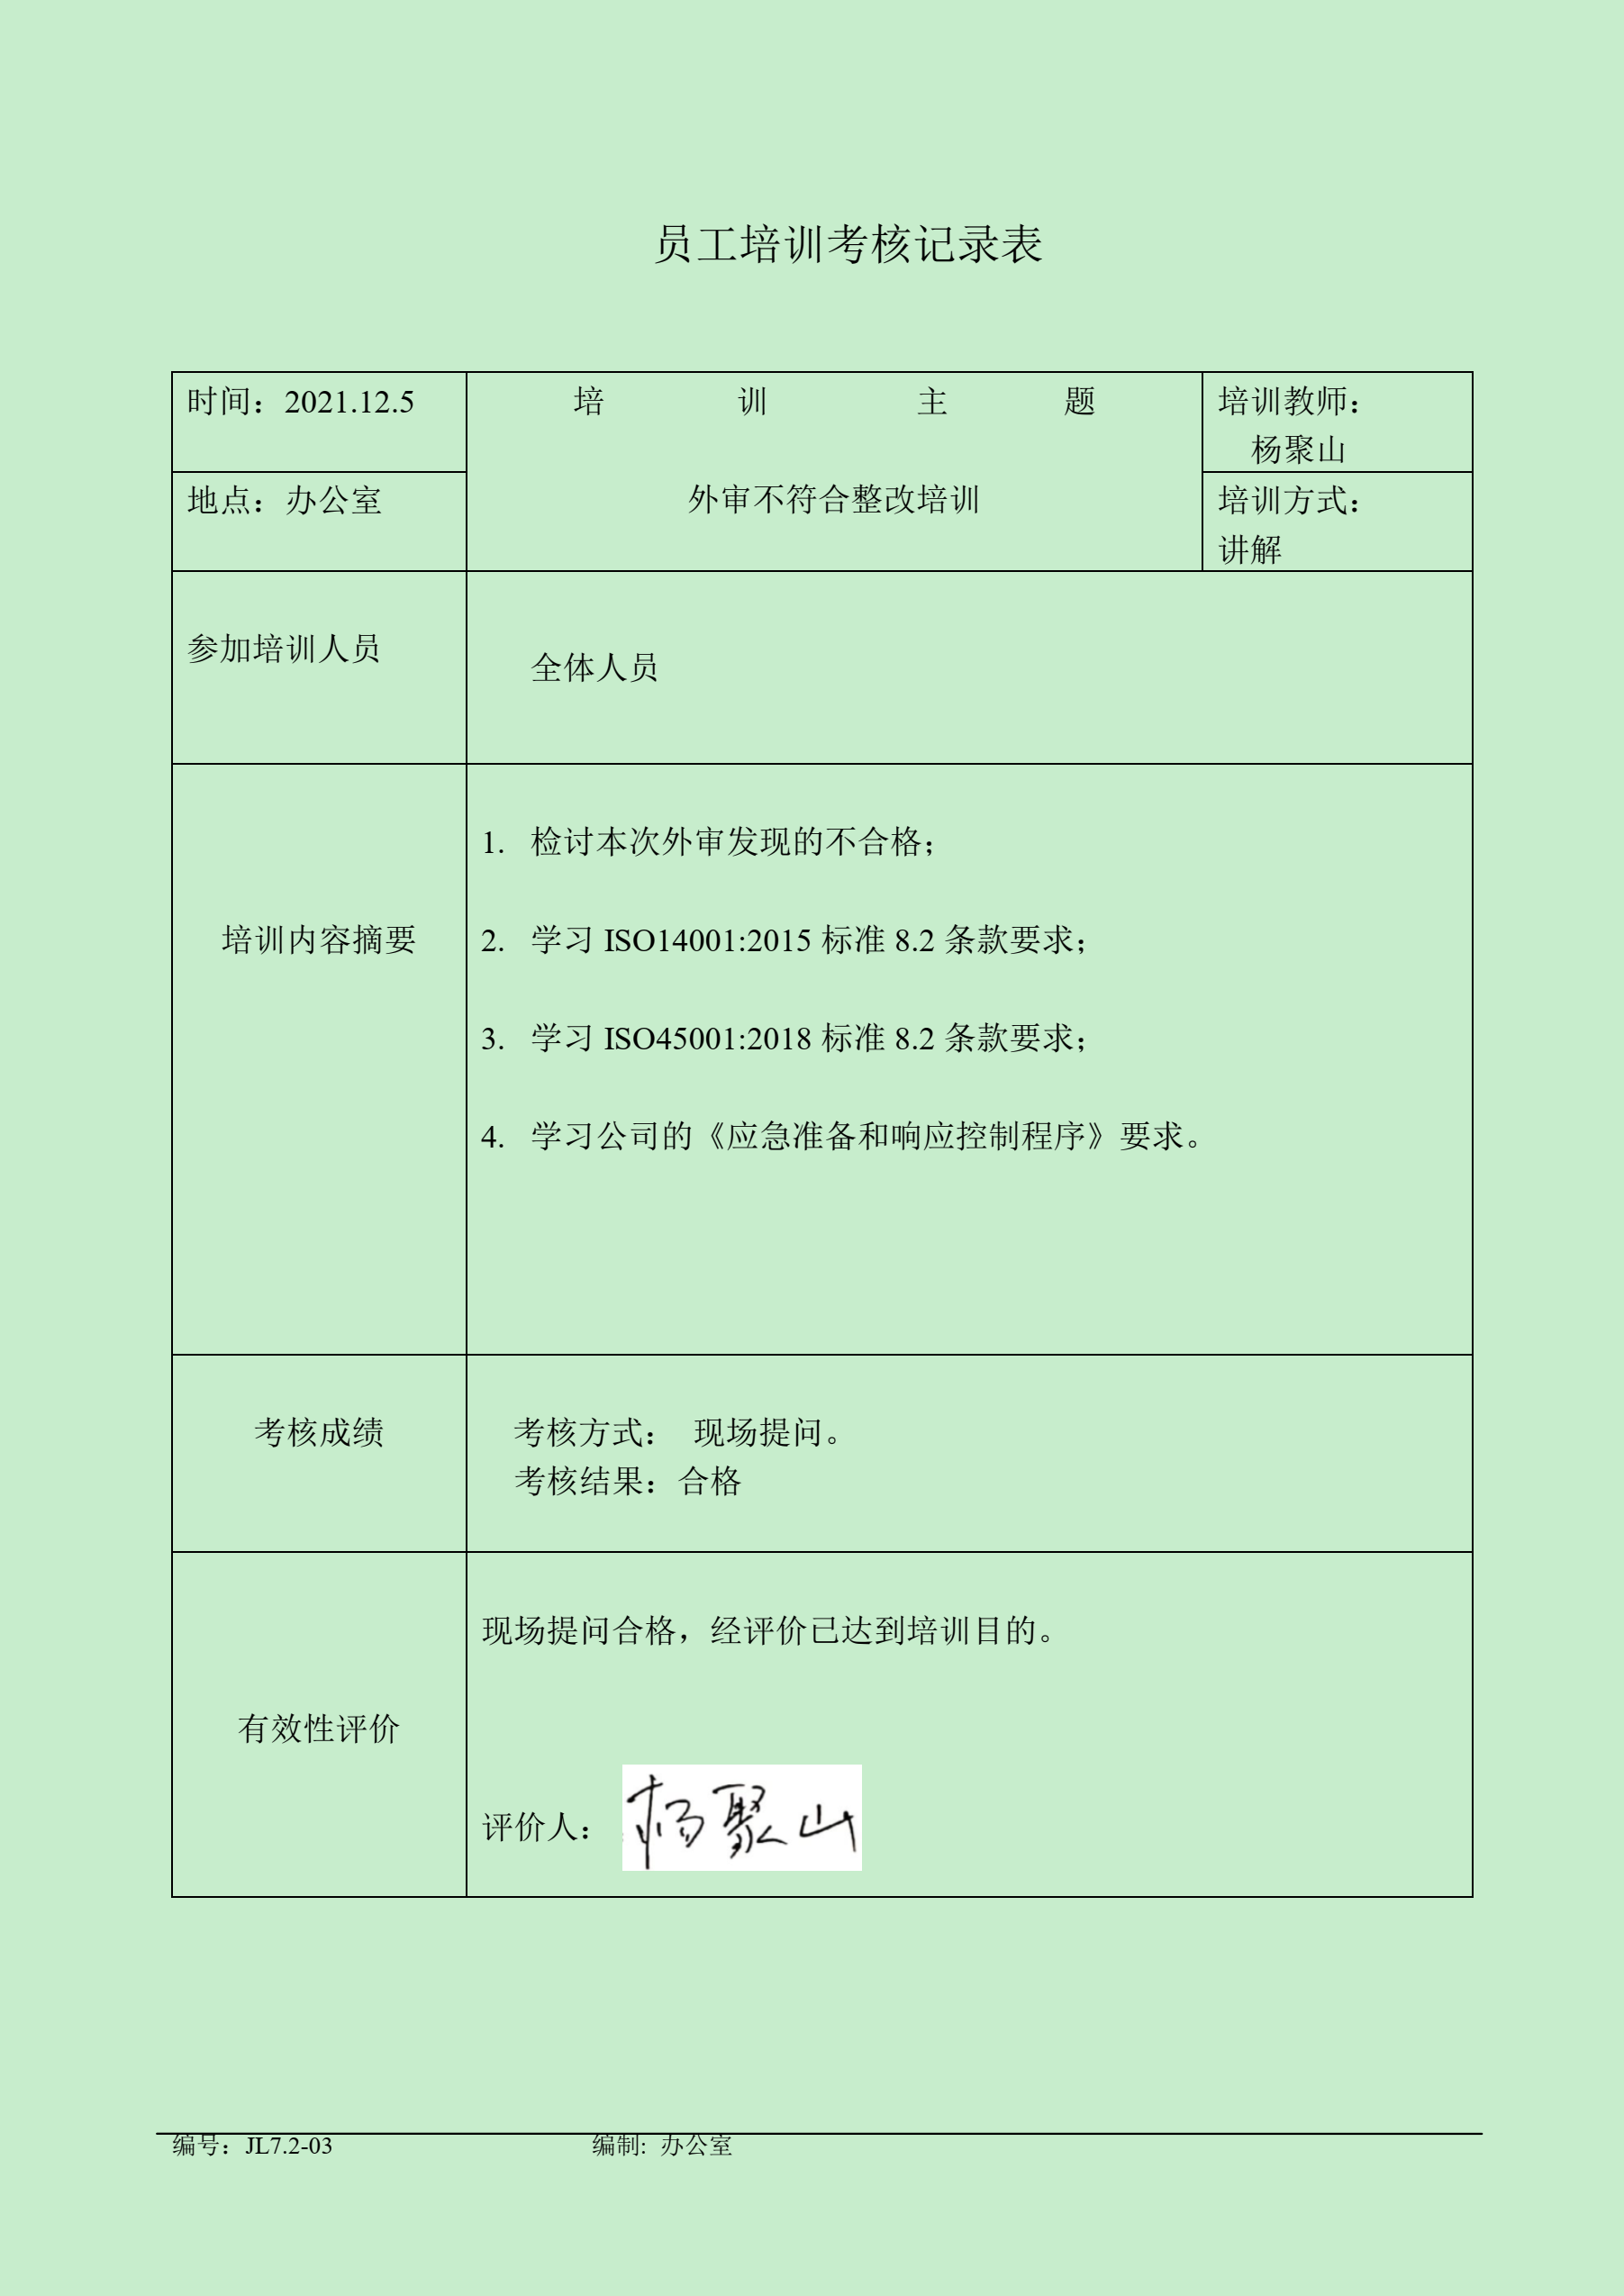 员工培训考核记录表
时间：2021.12.5
培 训 主 题
培训教师：
杨聚山
地点：办公室
外审不符合整改培训
培训方式：
讲解
参加培训人员
全体人员
培训内容摘要
1. 检讨本次外审发现的不合格；
2. 学习 ISO14001:2015 标准 8.2 条款要求；
3. 学习 ISO45001:2018 标准 8.2 条款要求；
4. 学习公司的《应急准备和响应控制程序》要求。
考核成绩
考核方式： 现场提问。
考核结果：合格
有效性评价
现场提问合格，经评价已达到培训目的。
评价人： 杨聚山
编号：JL7.2-03 编制：办公室